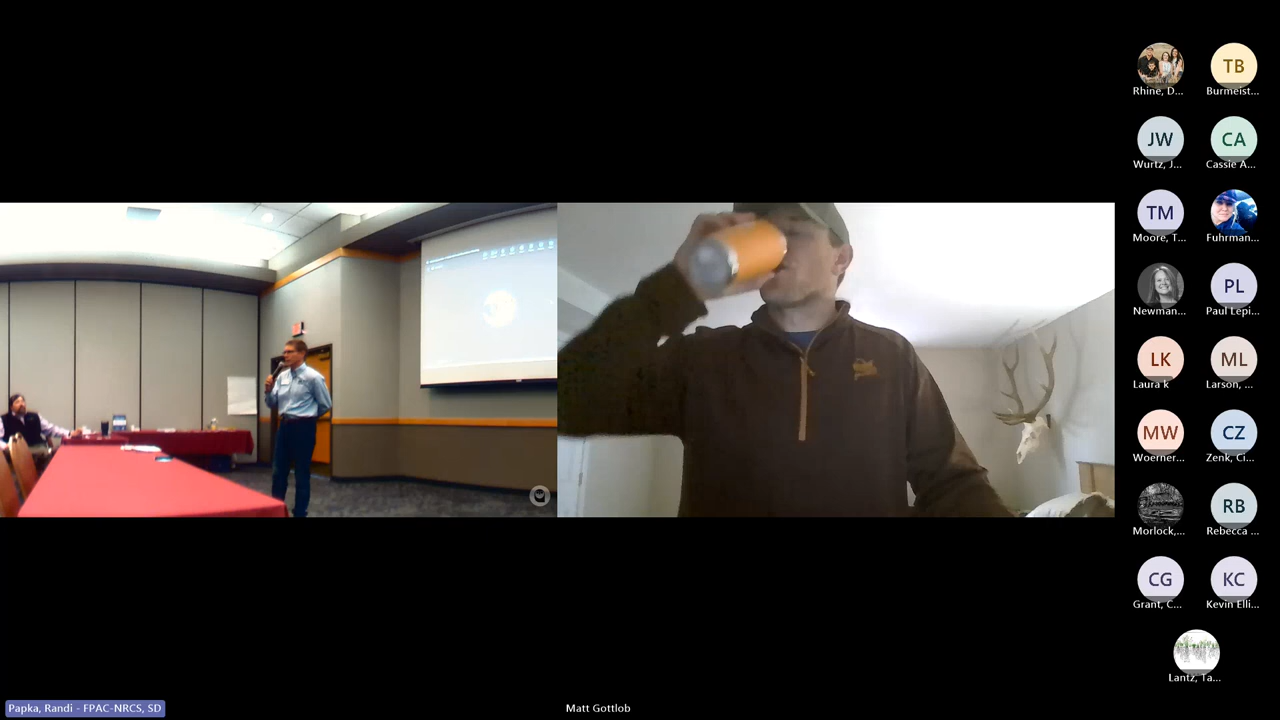 Rhine, D...
TB
Burmeist...
JW
Wurtz, J...
CA
Cassie A...
TM
Moore, T...
Fuhrman...
Newman...
PL
Paul Lepi...
LK
Laura k
ML
Larson, ...
MW
Woerner...
CZ
Zenk, Ci...
Morlock,...
RB
Rebecca ...
CG
Grant, C...
KC
Kevin Elli...
Lantz, Ta...
Papka, Randi - FPAC-NRCS, SD
Matt Gottlob